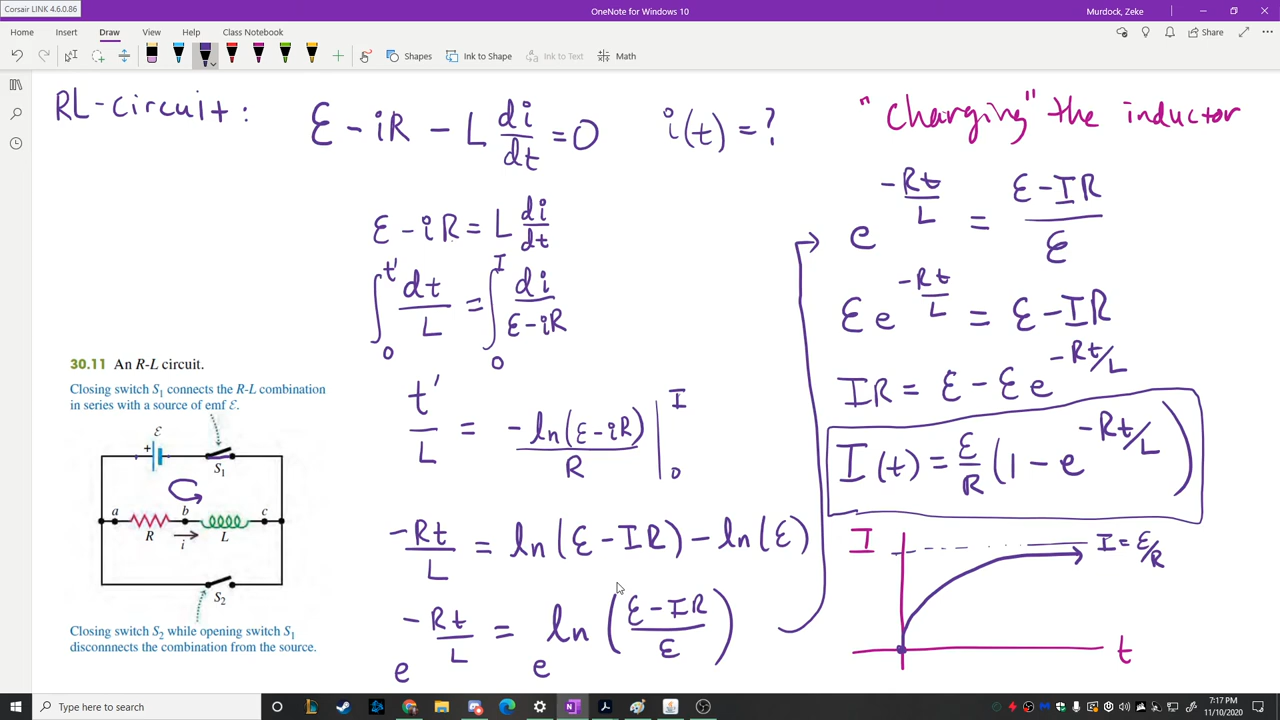 Corsair LINK 4.6.0.86
OneNote for Windows 10
Murdock, Zeke
Home Insert Draw View Help Class Notebook
Share
Shapes Ink to Shape Ink to Text Math
RL-circuit: ℰ - iR - L di/dt = 0 i(t) = ?
"Charging" the inductor
ℰ - iR = L di/dt
∫₀^t' dt/L = ∫₀^I di/(ℰ - iR)
t'/L = -ln(ℰ - iR)/R |₀^I
-Rt/L = ln(ℰ - IR) - ln(ℰ)
e^(-Rt/L) = e^(ln((ℰ - IR)/ℰ))
e^(-Rt/L) = (ℰ - IR)/ℰ
ℰe^(-Rt/L) = ℰ - IR
IR = ℰ - ℰe^(-Rt/L)
I(t) = ℰ/R (1 - e^(-Rt/L))
I
I = ℰ/R
t
30.11 An R-L circuit.
Closing switch S₁ connects the R-L combination
in series with a source of emf ℰ.
ℰ
+
S₁
a b c
R i L
S₂
Closing switch S₂ while opening switch S₁
disconnnects the combination from the source.
Type here to search
7:17 PM
11/10/2020